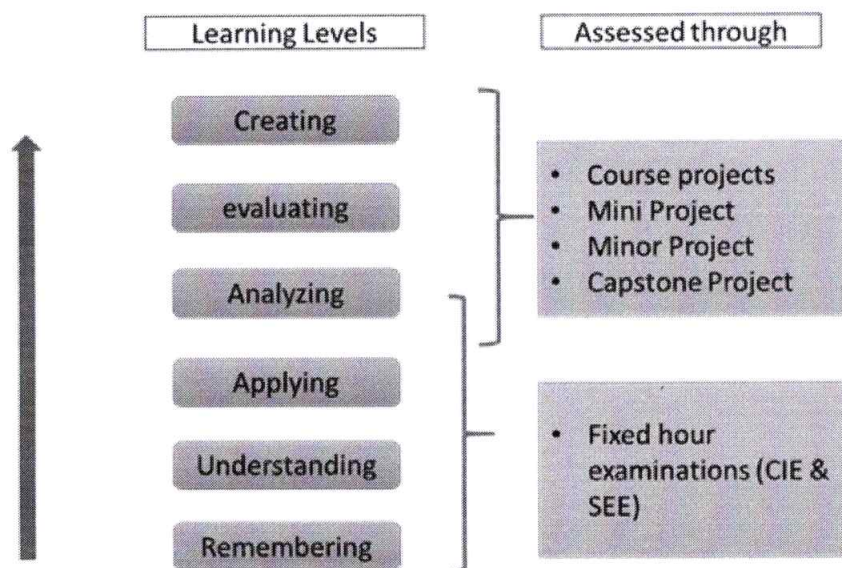 Learning Levels
Assessed through
Creating
evaluating
Analyzing
Applying
Understanding
Remembering
• Course projects
• Mini Project
• Minor Project
• Capstone Project
• Fixed hour
examinations (CIE &
SEE)